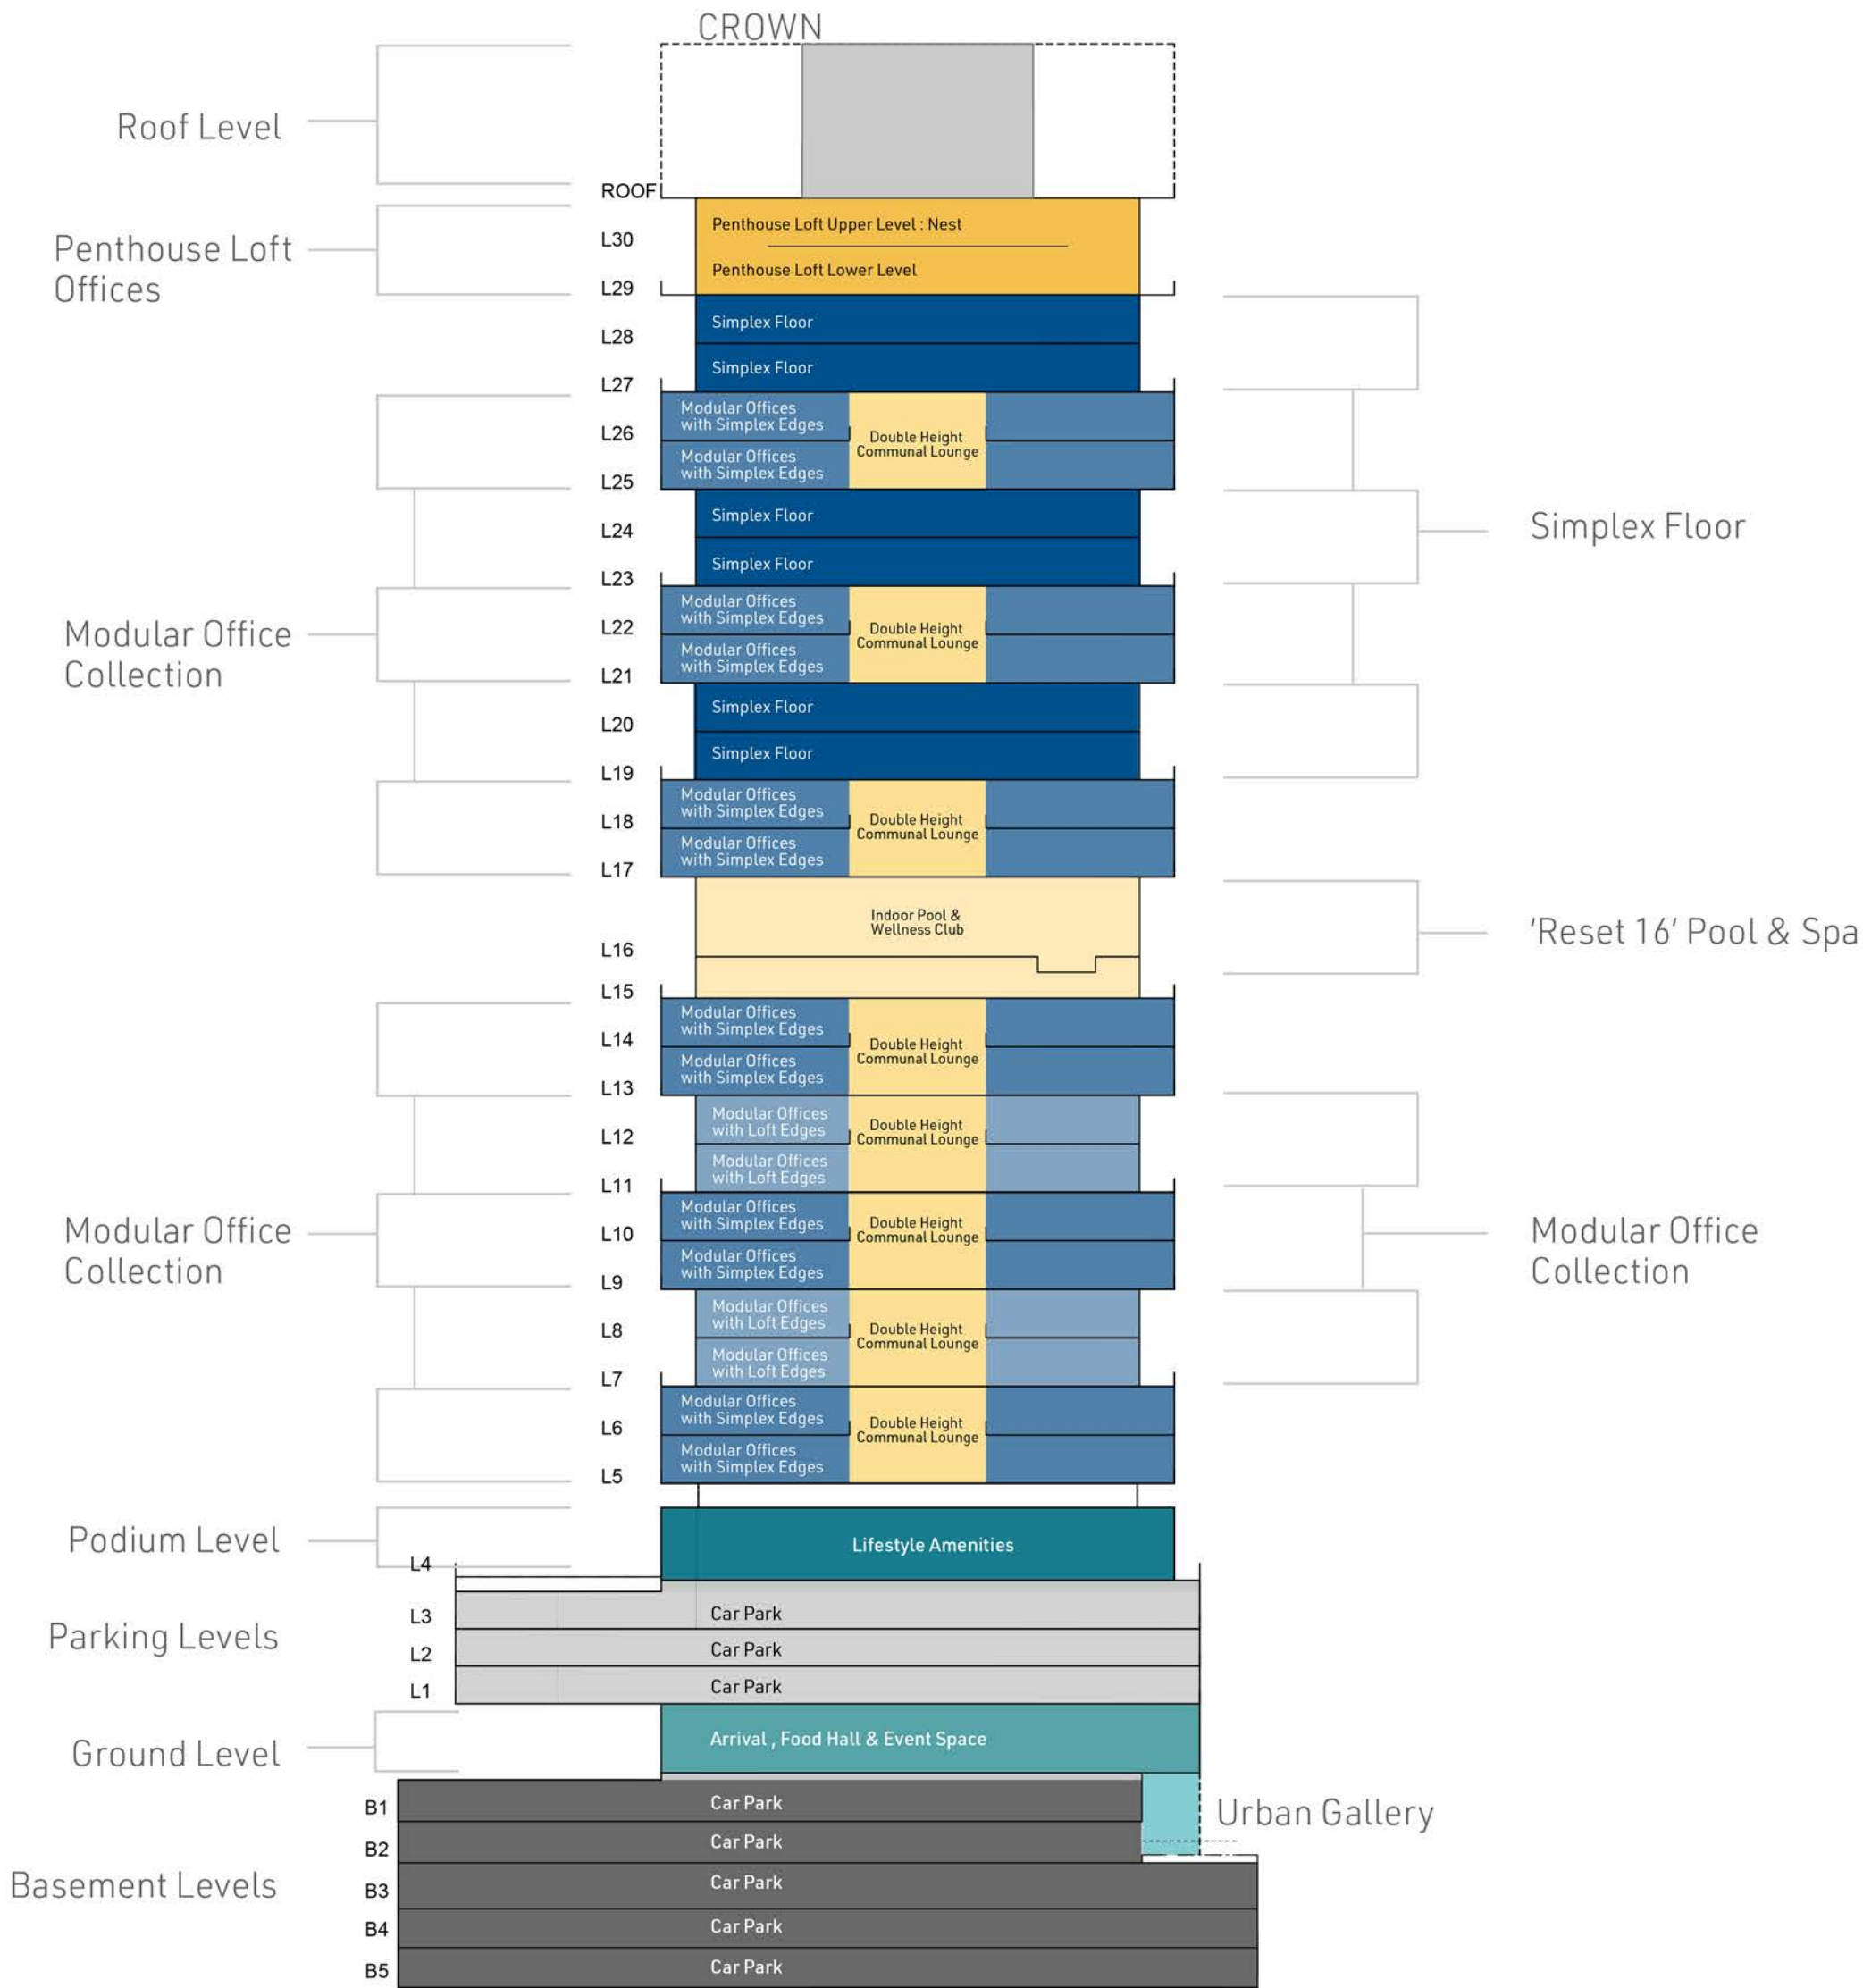 CROWN
Roof Level
ROOF
Penthouse Loft
Offices
L30
Penthouse Loft Upper Level : Nest
Penthouse Loft Lower Level
L29
Simplex Floor
L28
Simplex Floor
L27
Modular Offices
with Simplex Edges
L26
Double Height
Communal Lounge
Modular Offices
with Simplex Edges
L25
Simplex Floor
L24
Simplex Floor
Simplex Floor
L23
Modular Offices
with Simplex Edges
L22
Double Height
Communal Lounge
Modular Office
Collection
Modular Offices
with Simplex Edges
L21
Simplex Floor
L20
Simplex Floor
L19
Modular Offices
with Simplex Edges
L18
Double Height
Communal Lounge
Modular Offices
with Simplex Edges
L17
Indoor Pool &
Wellness Club
'Reset 16' Pool & Spa
L16
L15
Modular Offices
with Simplex Edges
L14
Double Height
Communal Lounge
Modular Offices
with Simplex Edges
L13
Modular Offices
with Loft Edges
L12
Double Height
Communal Lounge
Modular Offices
with Loft Edges
L11
Modular Offices
with Simplex Edges
L10
Double Height
Communal Lounge
Modular Office
Collection
Modular Office
Collection
Modular Offices
with Simplex Edges
L9
Modular Offices
with Loft Edges
L8
Double Height
Communal Lounge
Modular Offices
with Loft Edges
L7
Modular Offices
with Simplex Edges
L6
Double Height
Communal Lounge
Modular Offices
with Simplex Edges
L5
Podium Level
Lifestyle Amenities
L4
Parking Levels
L3
Car Park
L2
Car Park
L1
Car Park
Ground Level
Arrival , Food Hall & Event Space
B1
Car Park
Urban Gallery
B2
Car Park
Basement Levels
B3
Car Park
B4
Car Park
B5
Car Park